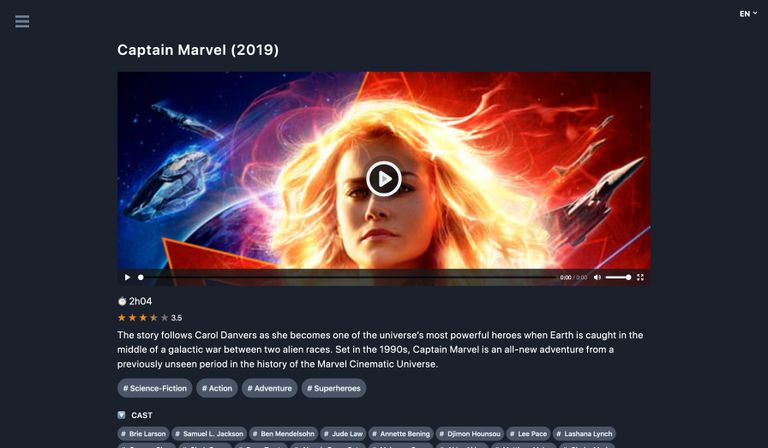 EN
Captain Marvel (2019)
0:00 / 0:00
2h04
3.5
The story follows Carol Danvers as she becomes one of the universe's most powerful heroes when Earth is caught in the
middle of a galactic war between two alien races. Set in the 1990s, Captain Marvel is an all-new adventure from a
previously unseen period in the history of the Marvel Cinematic Universe.
# Science-Fiction # Action # Adventure # Superheroes
CAST
# Brie Larson # Samuel L. Jackson # Ben Mendelsohn # Jude Law # Annette Bening # Djimon Hounsou # Lee Pace # Lashana Lynch